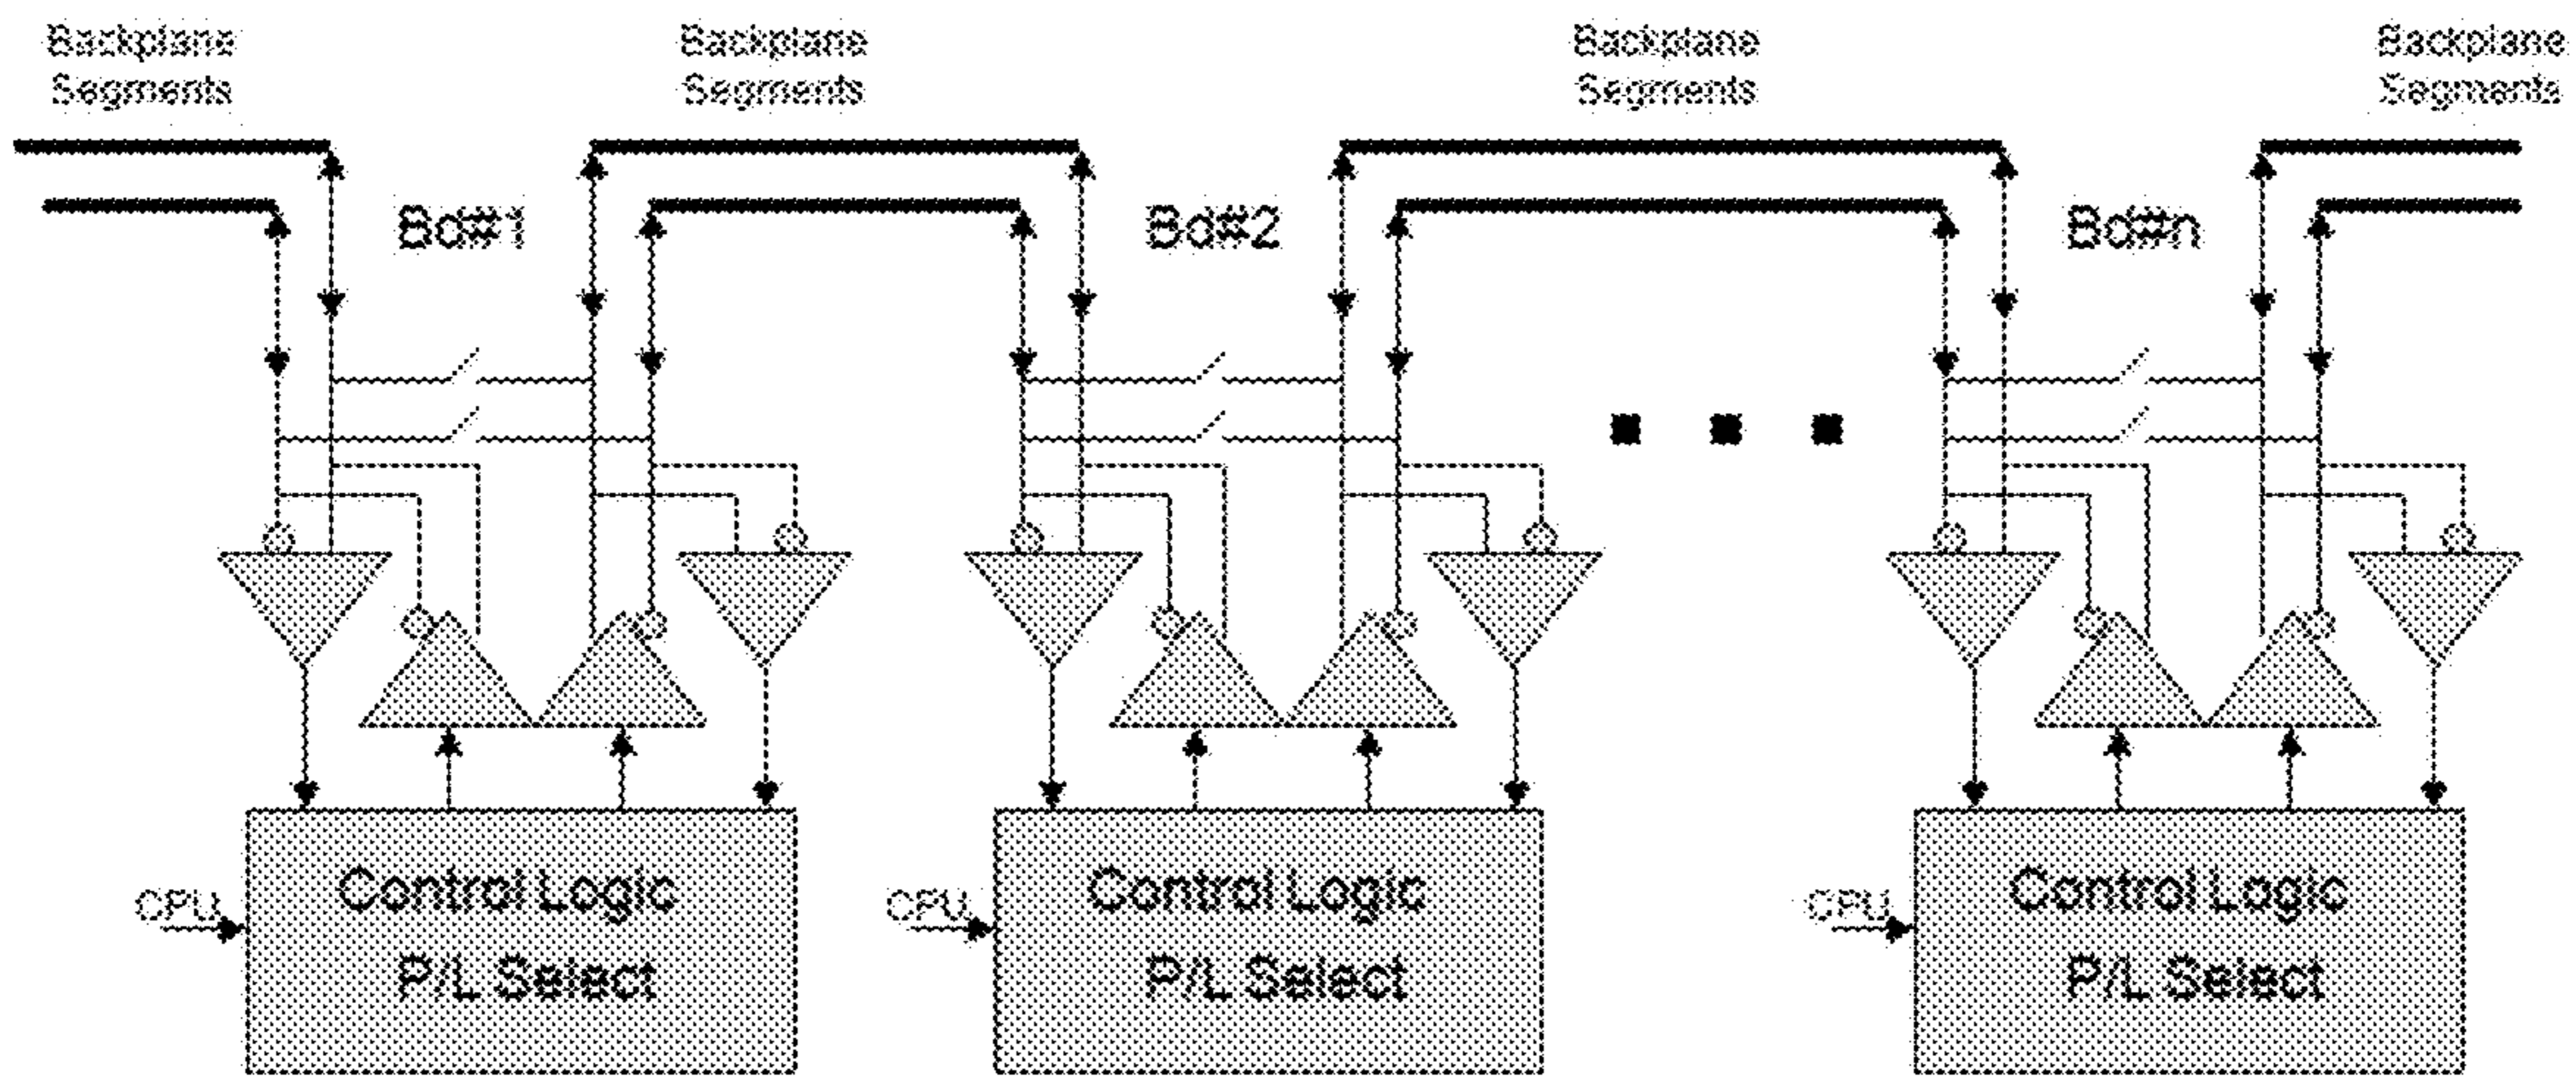 Backplane
Segments
Backplane
Segments
Backplane
Segments
Backplane
Segments
Bd#1
Bd#2
Bd#n
CPU
Control Logic
P/L Select
CPU
Control Logic
P/L Select
CPU
Control Logic
P/L Select